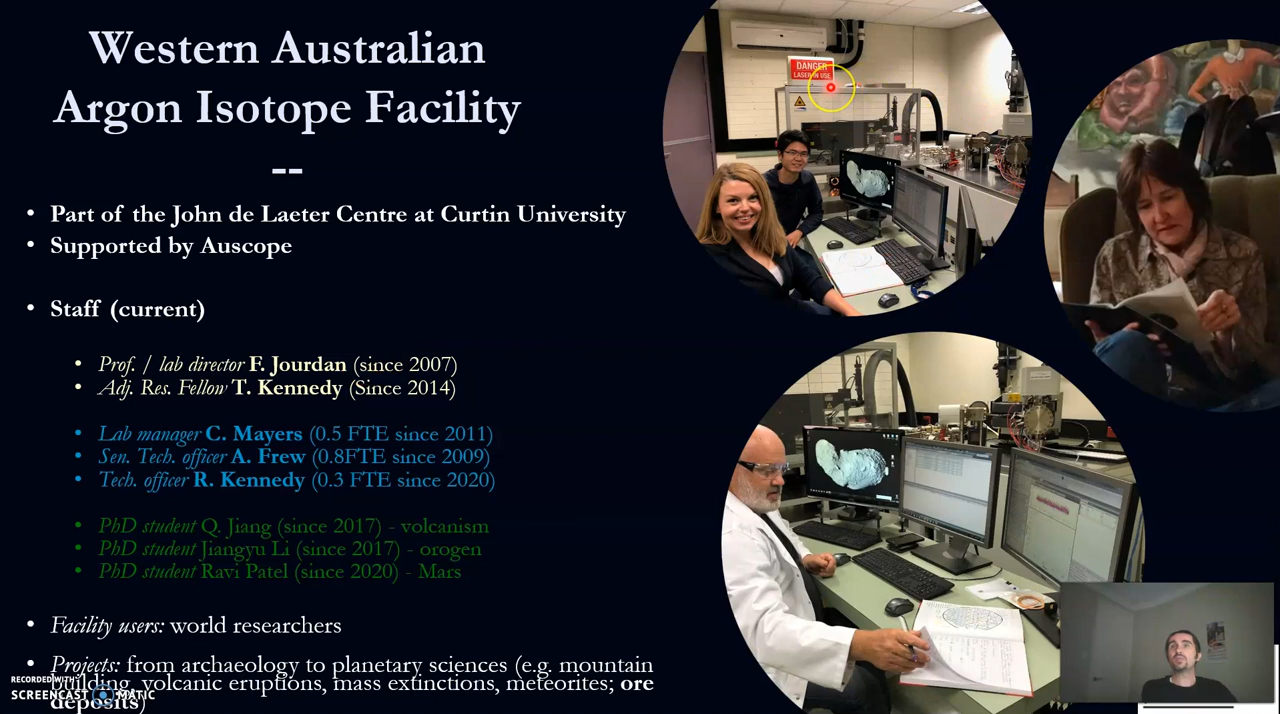 Western Australian
Argon Isotope Facility
--
• Part of the John de Laeter Centre at Curtin University
• Supported by Auscope
• Staff (current)
• Prof. / lab director F. Jourdan (since 2007)
• Adj. Res. Fellow T. Kennedy (Since 2014)
• Lab manager C. Mayers (0.5 FTE since 2011)
• Sen. Tech. officer A. Frew (0.8FTE since 2009)
• Tech. officer R. Kennedy (0.3 FTE since 2020)
• PhD student Q. Jiang (since 2017) - volcanism
• PhD student Jiangyu Li (since 2017) - orogen
• PhD student Ravi Patel (since 2020) - Mars
• Facility users: world researchers
• Projects: from archaeology to planetary sciences (e.g. mountain
building, volcanic eruptions, mass extinctions, meteorites; ore
deposits)
RECORDED WITH
SCREENCAST MATIC
DANGER
LASER IN USE